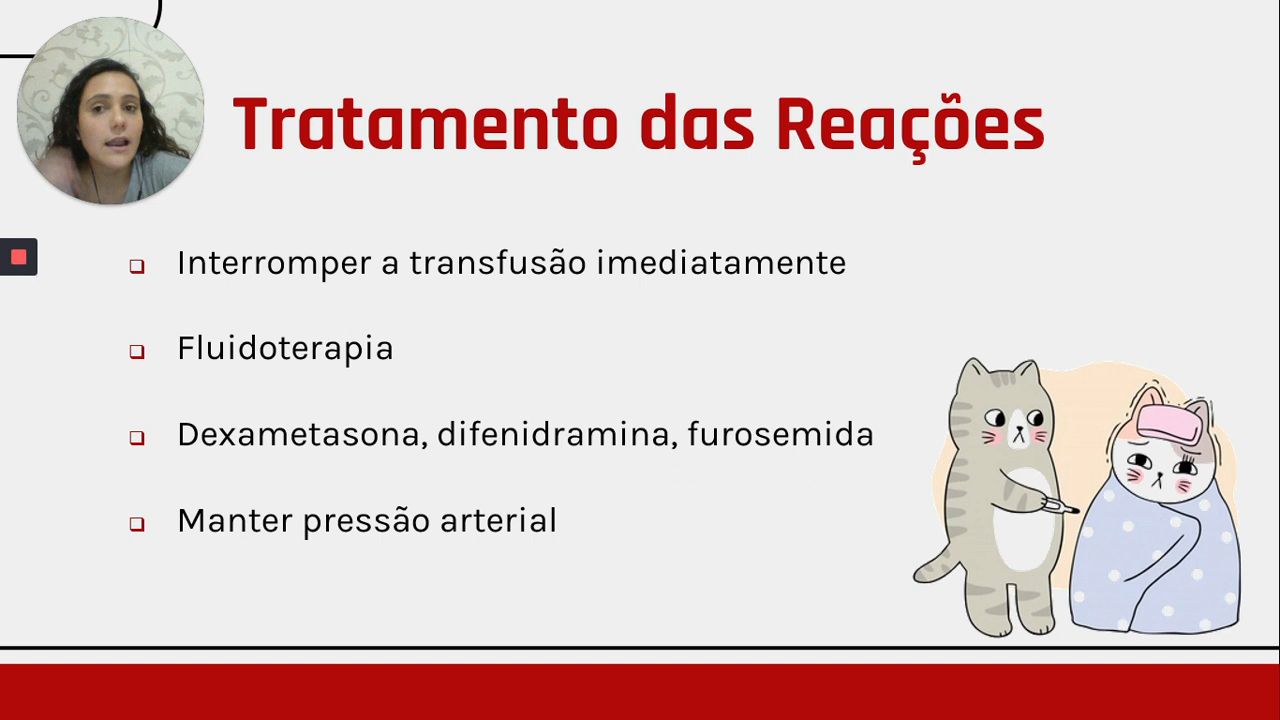 Tratamento das Reações
Interromper a transfusão imediatamente
Fluidoterapia
Dexametasona, difenidramina, furosemida
Manter pressão arterial